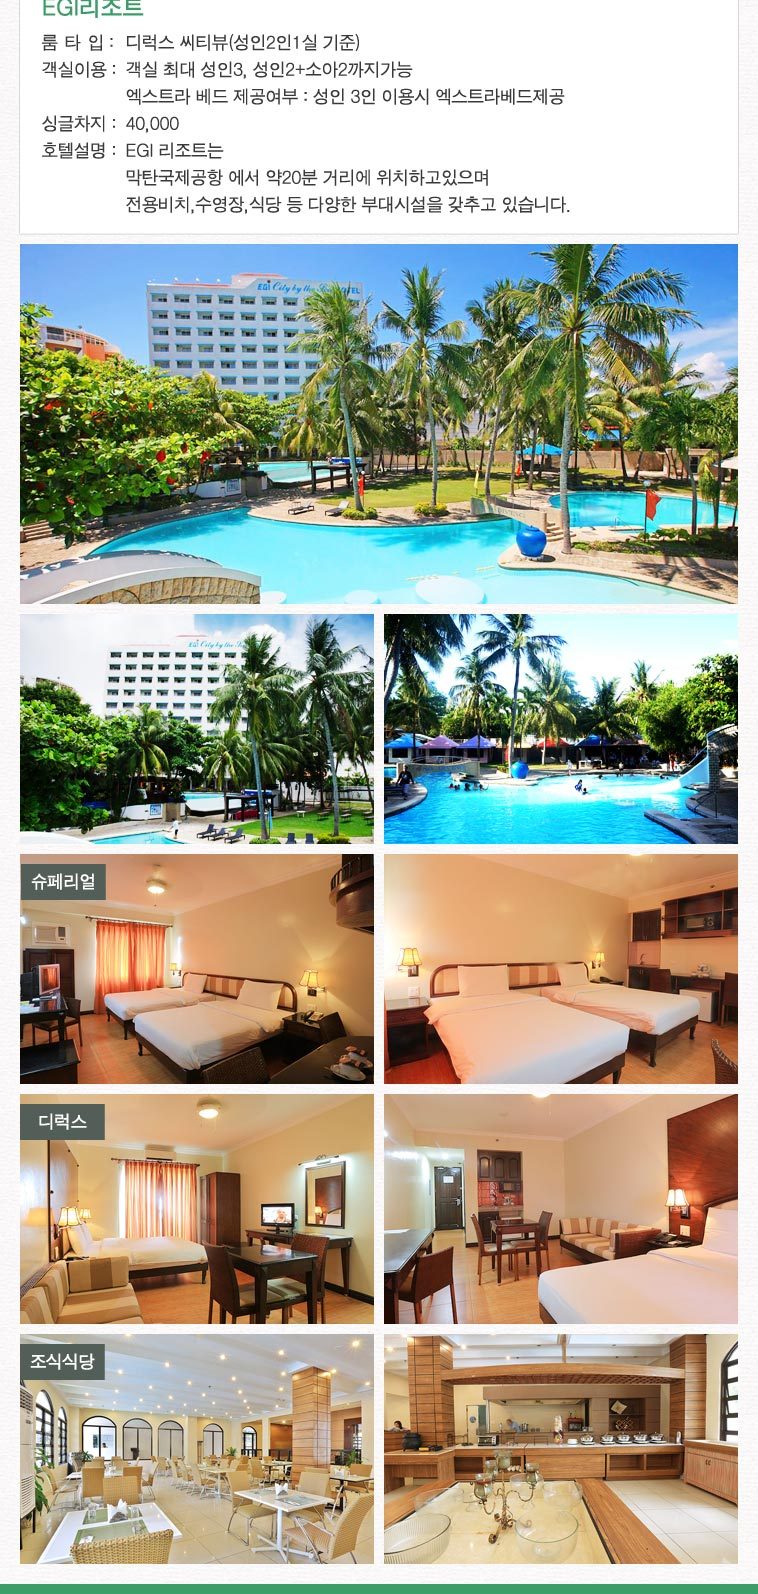 EGI리조트
룸 타 입 : 디럭스 씨티뷰(성인2인1실 기준)
객실이용 : 객실 최대 성인3, 성인2+소아2까지가능
엑스트라 베드 제공여부 : 성인 3인 이용시 엑스트라베드제공
싱글차지 : 40,000
호텔설명 : EGI 리조트는
막탄국제공항 에서 약20분 거리에 위치하고있으며
전용비치,수영장,식당 등 다양한 부대시설을 갖추고 있습니다.
EGI City by the
City by the
슈페리얼
디럭스
조식식당